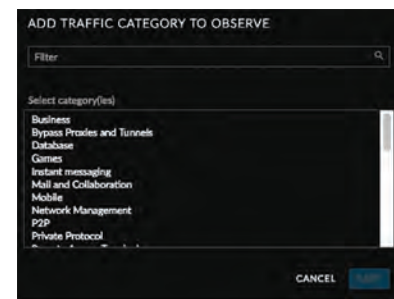 ADD TRAFFIC CATEGORY TO OBSERVE
Filter
Select category(ies)
Business
Bypass Proxies and Tunnels
Database
Games
Instant messaging
Mail and Collaboration
Mobile
Network Management
P2P
Private Protocol
CANCEL